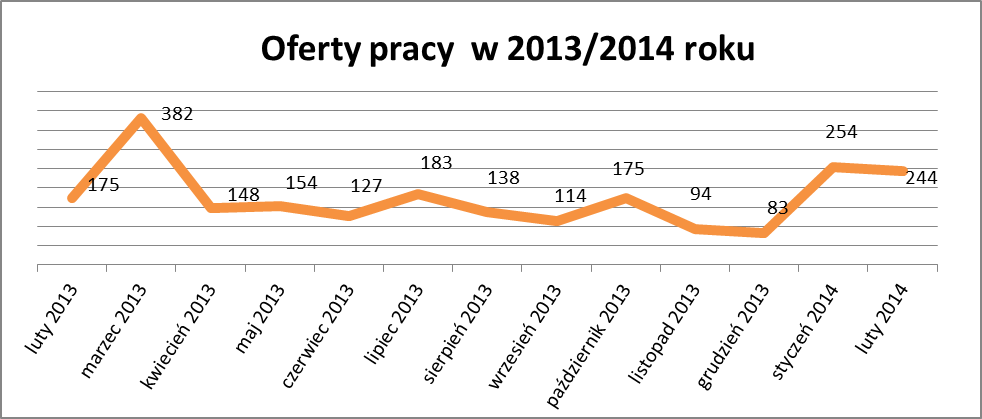 Oferty pracy  w 2013/2014 roku
382
254
183
175
175
154
148
138
127
114
94
83
244
luty 2013
marzec 2013
kwiecień 2013
maj 2013
czerwiec 2013
lipiec 2013
sierpień 2013
wrzesień 2013
październik 2013
listopad 2013
grudzień 2013
styczeń 2014
luty 2014